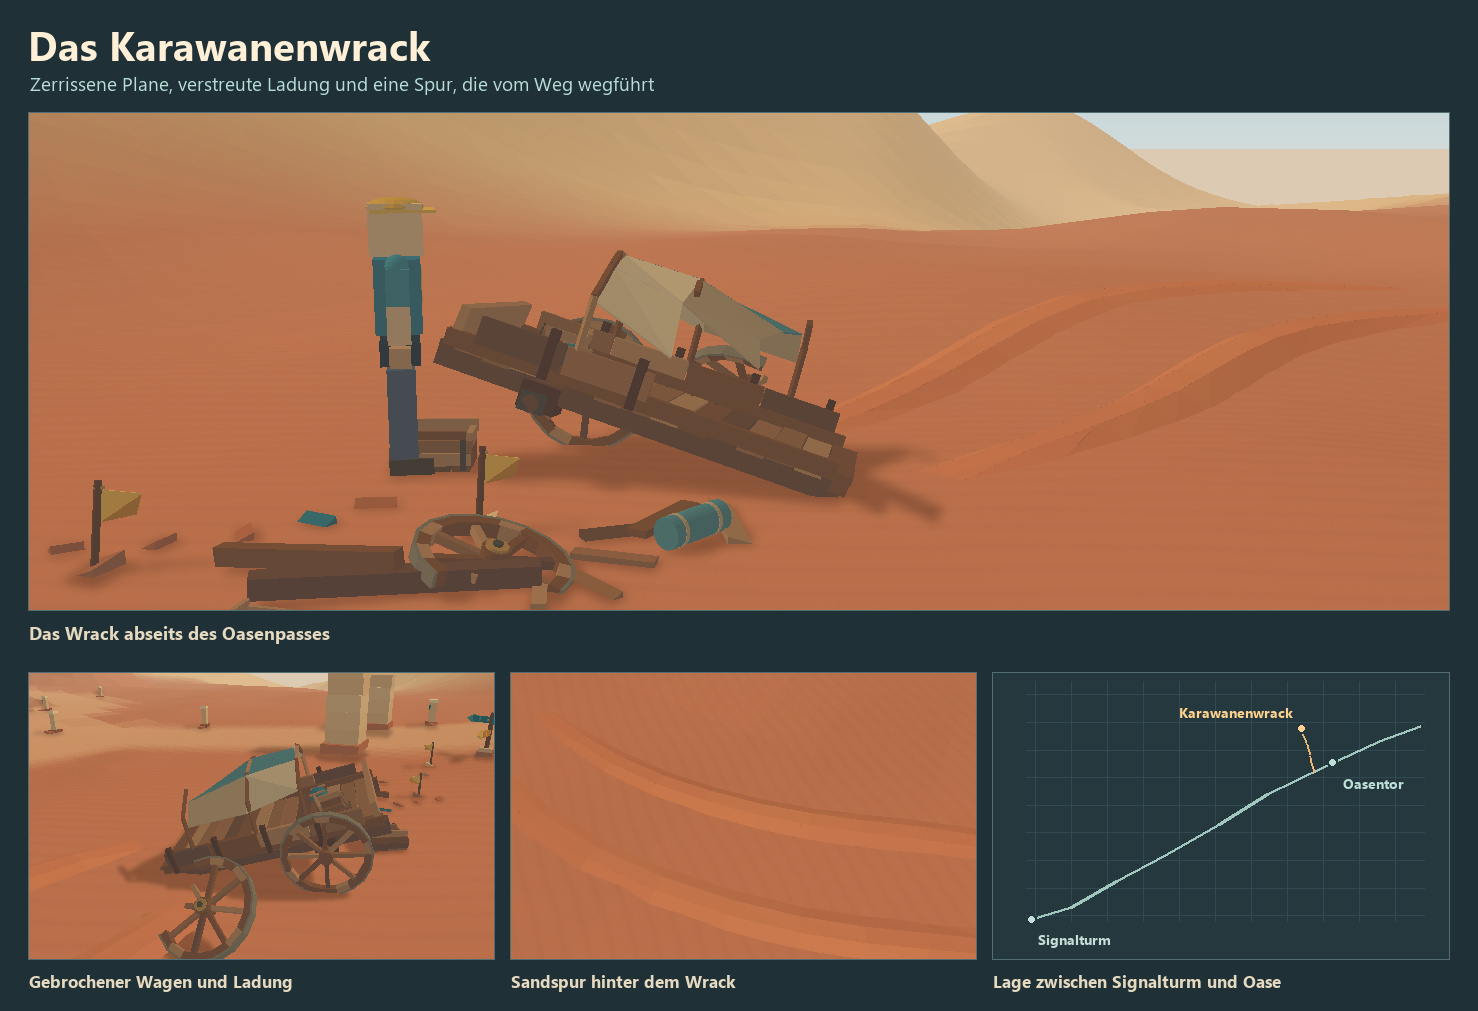 Das Karawanenwrack
Zerrissene Plane, verstreute Ladung und eine Spur, die vom Weg wegführt
Das Wrack abseits des Oasenpasses
Karawanenwrack
Oasentor
Signalturm
Gebrochener Wagen und Ladung
Sandspur hinter dem Wrack
Lage zwischen Signalturm und Oase